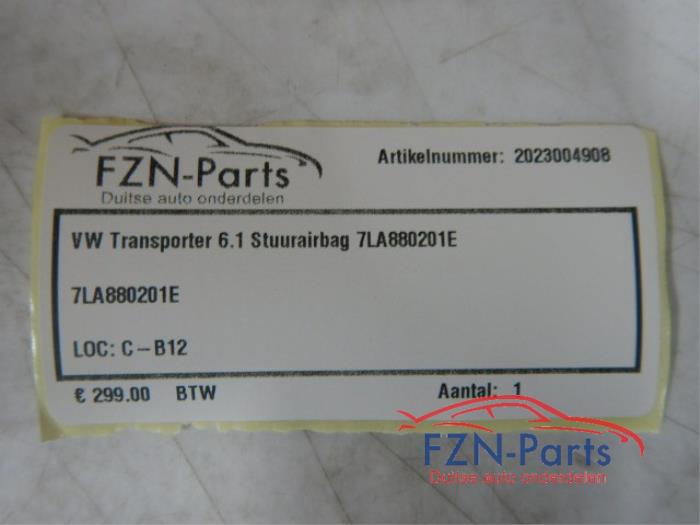 FZN-Parts
Duitse auto onderdelen
Artikelnummer: 2023004908
VW Transporter 6.1 Stuurairbag 7LA880201E
7LA880201E
LOC: C-B12
€ 299.00 BTW
Aantal: 1
FZN-Parts
Duitse auto onderdelen